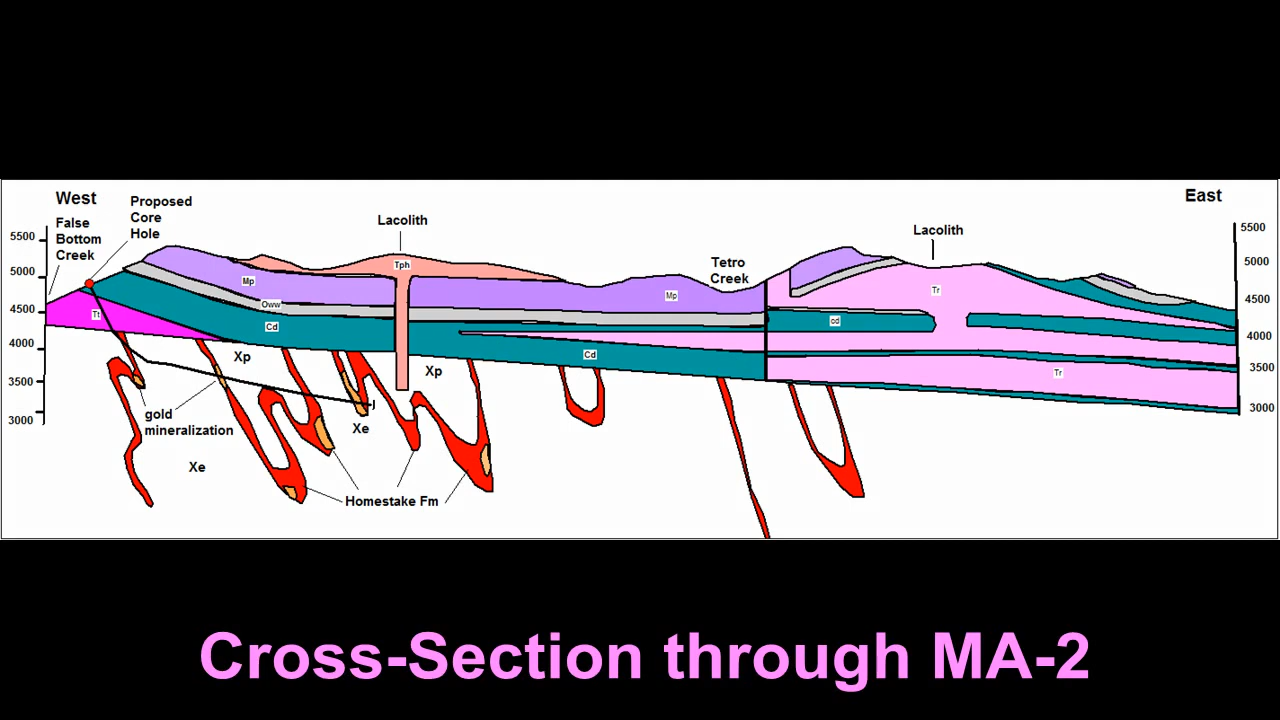 West
East
False
Bottom
Creek
Proposed
Core
Hole
Lacolith
Lacolith
Tetro
Creek
5500
5000
4500
4000
3500
3000
5500
5000
4500
4000
3500
3000
Tph
Mp
Mp
Oww
Cd
Cd
cd
Tt
Tr
Tr
Xp
Xp
gold
mineralization
Xe
Xe
Homestake Fm
Cross-Section through MA-2